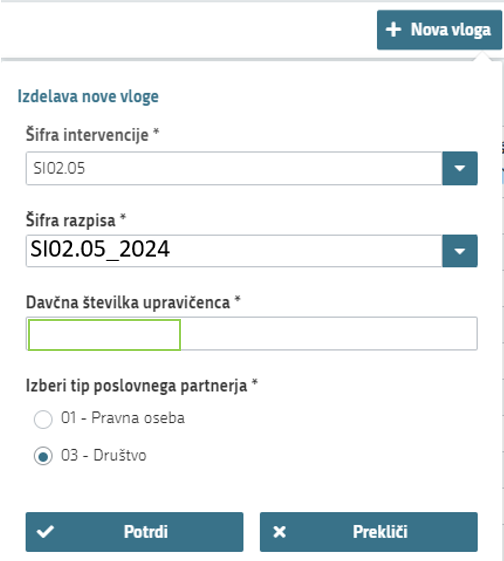 Nova vloga
Izdelava nove vloge
Šifra intervencije *
SI02.05
Šifra razpisa *
SI02.05_2024
Davčna številka upravičenca *
Izberi tip poslovnega partnerja *
01 - Pravna oseba
03 - Društvo
Potrdi
Prekliči